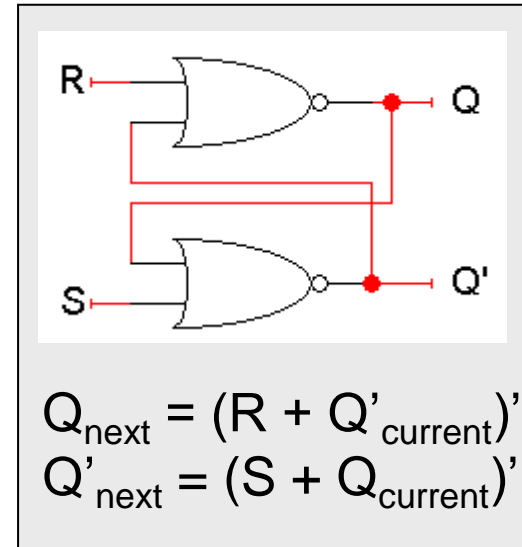 R
Q
S
Q'
Qnext = (R + Q’current)’
Q’next = (S + Qcurrent)’